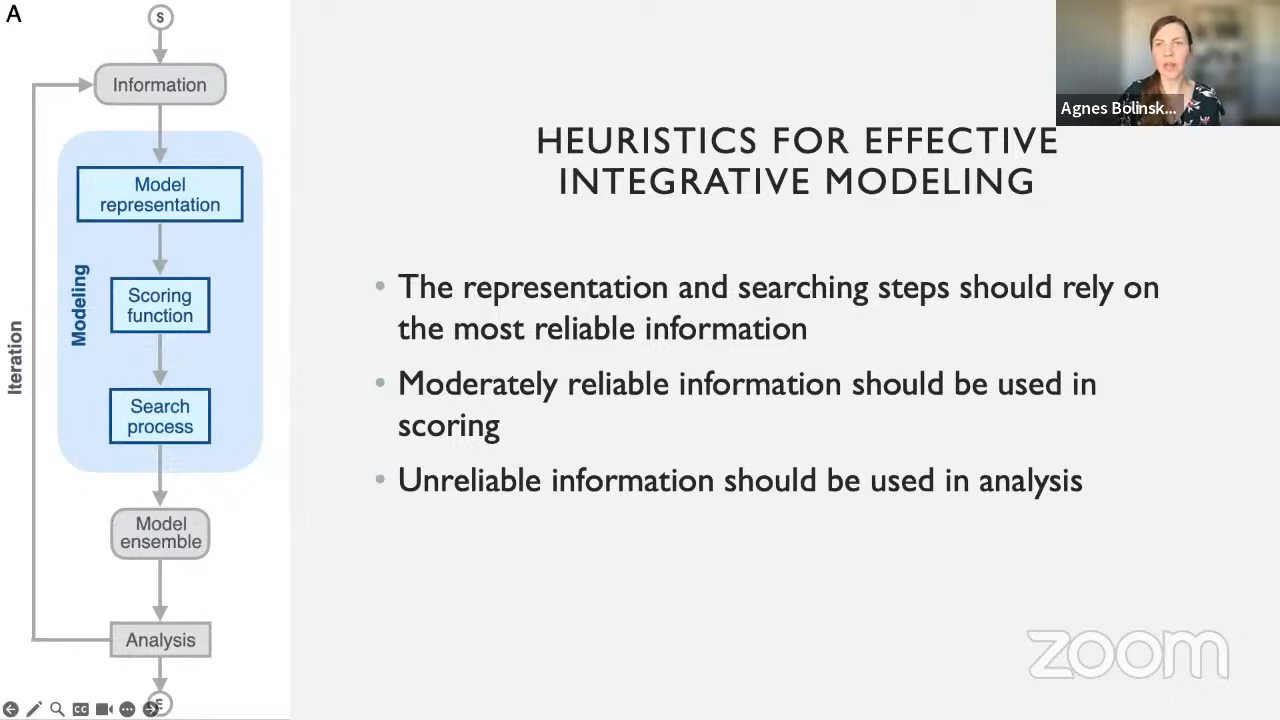 A
S
Information
Model
representation
Modeling
Scoring
function
Search
process
Iteration
Model
ensemble
Analysis
E
HEURISTICS FOR EFFECTIVE
INTEGRATIVE MODELING
• The representation and searching steps should rely on
the most reliable information
• Moderately reliable information should be used in
scoring
• Unreliable information should be used in analysis
Agnes Bolinsk...
CC
zoom